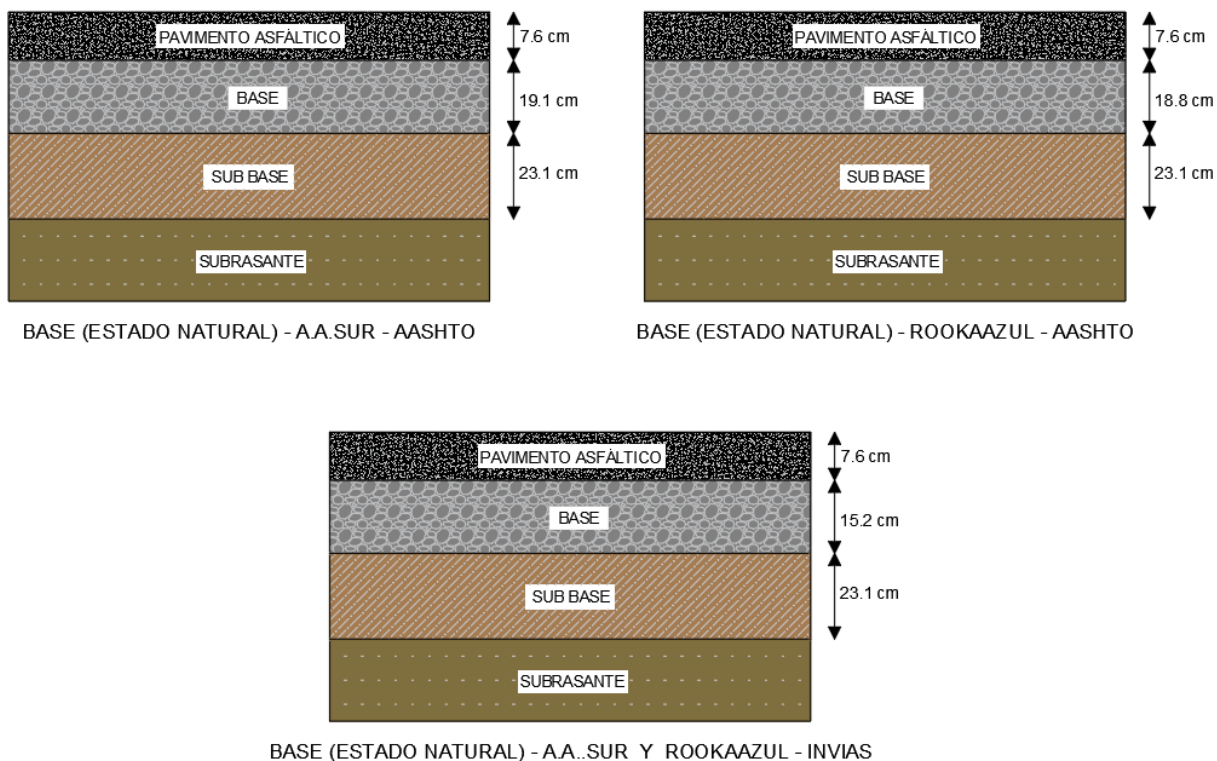 PAVIMENTO ASFÀLTICO
7.6 cm
BASE
19.1 cm
SUB BASE
23.1 cm
SUBRASANTE
BASE (ESTADO NATURAL) - A.A.SUR - AASHTO
PAVIMENTO ASFÀLTICO
7.6 cm
BASE
18.8 cm
SUB BASE
23.1 cm
SUBRASANTE
BASE (ESTADO NATURAL) - ROOKAAZUL - AASHTO
PAVIMENTO ASFÀLTICO
7.6 cm
BASE
15.2 cm
SUB BASE
23.1 cm
SUBRASANTE
BASE (ESTADO NATURAL) - A.A..SUR Y ROOKAAZUL - INVIAS